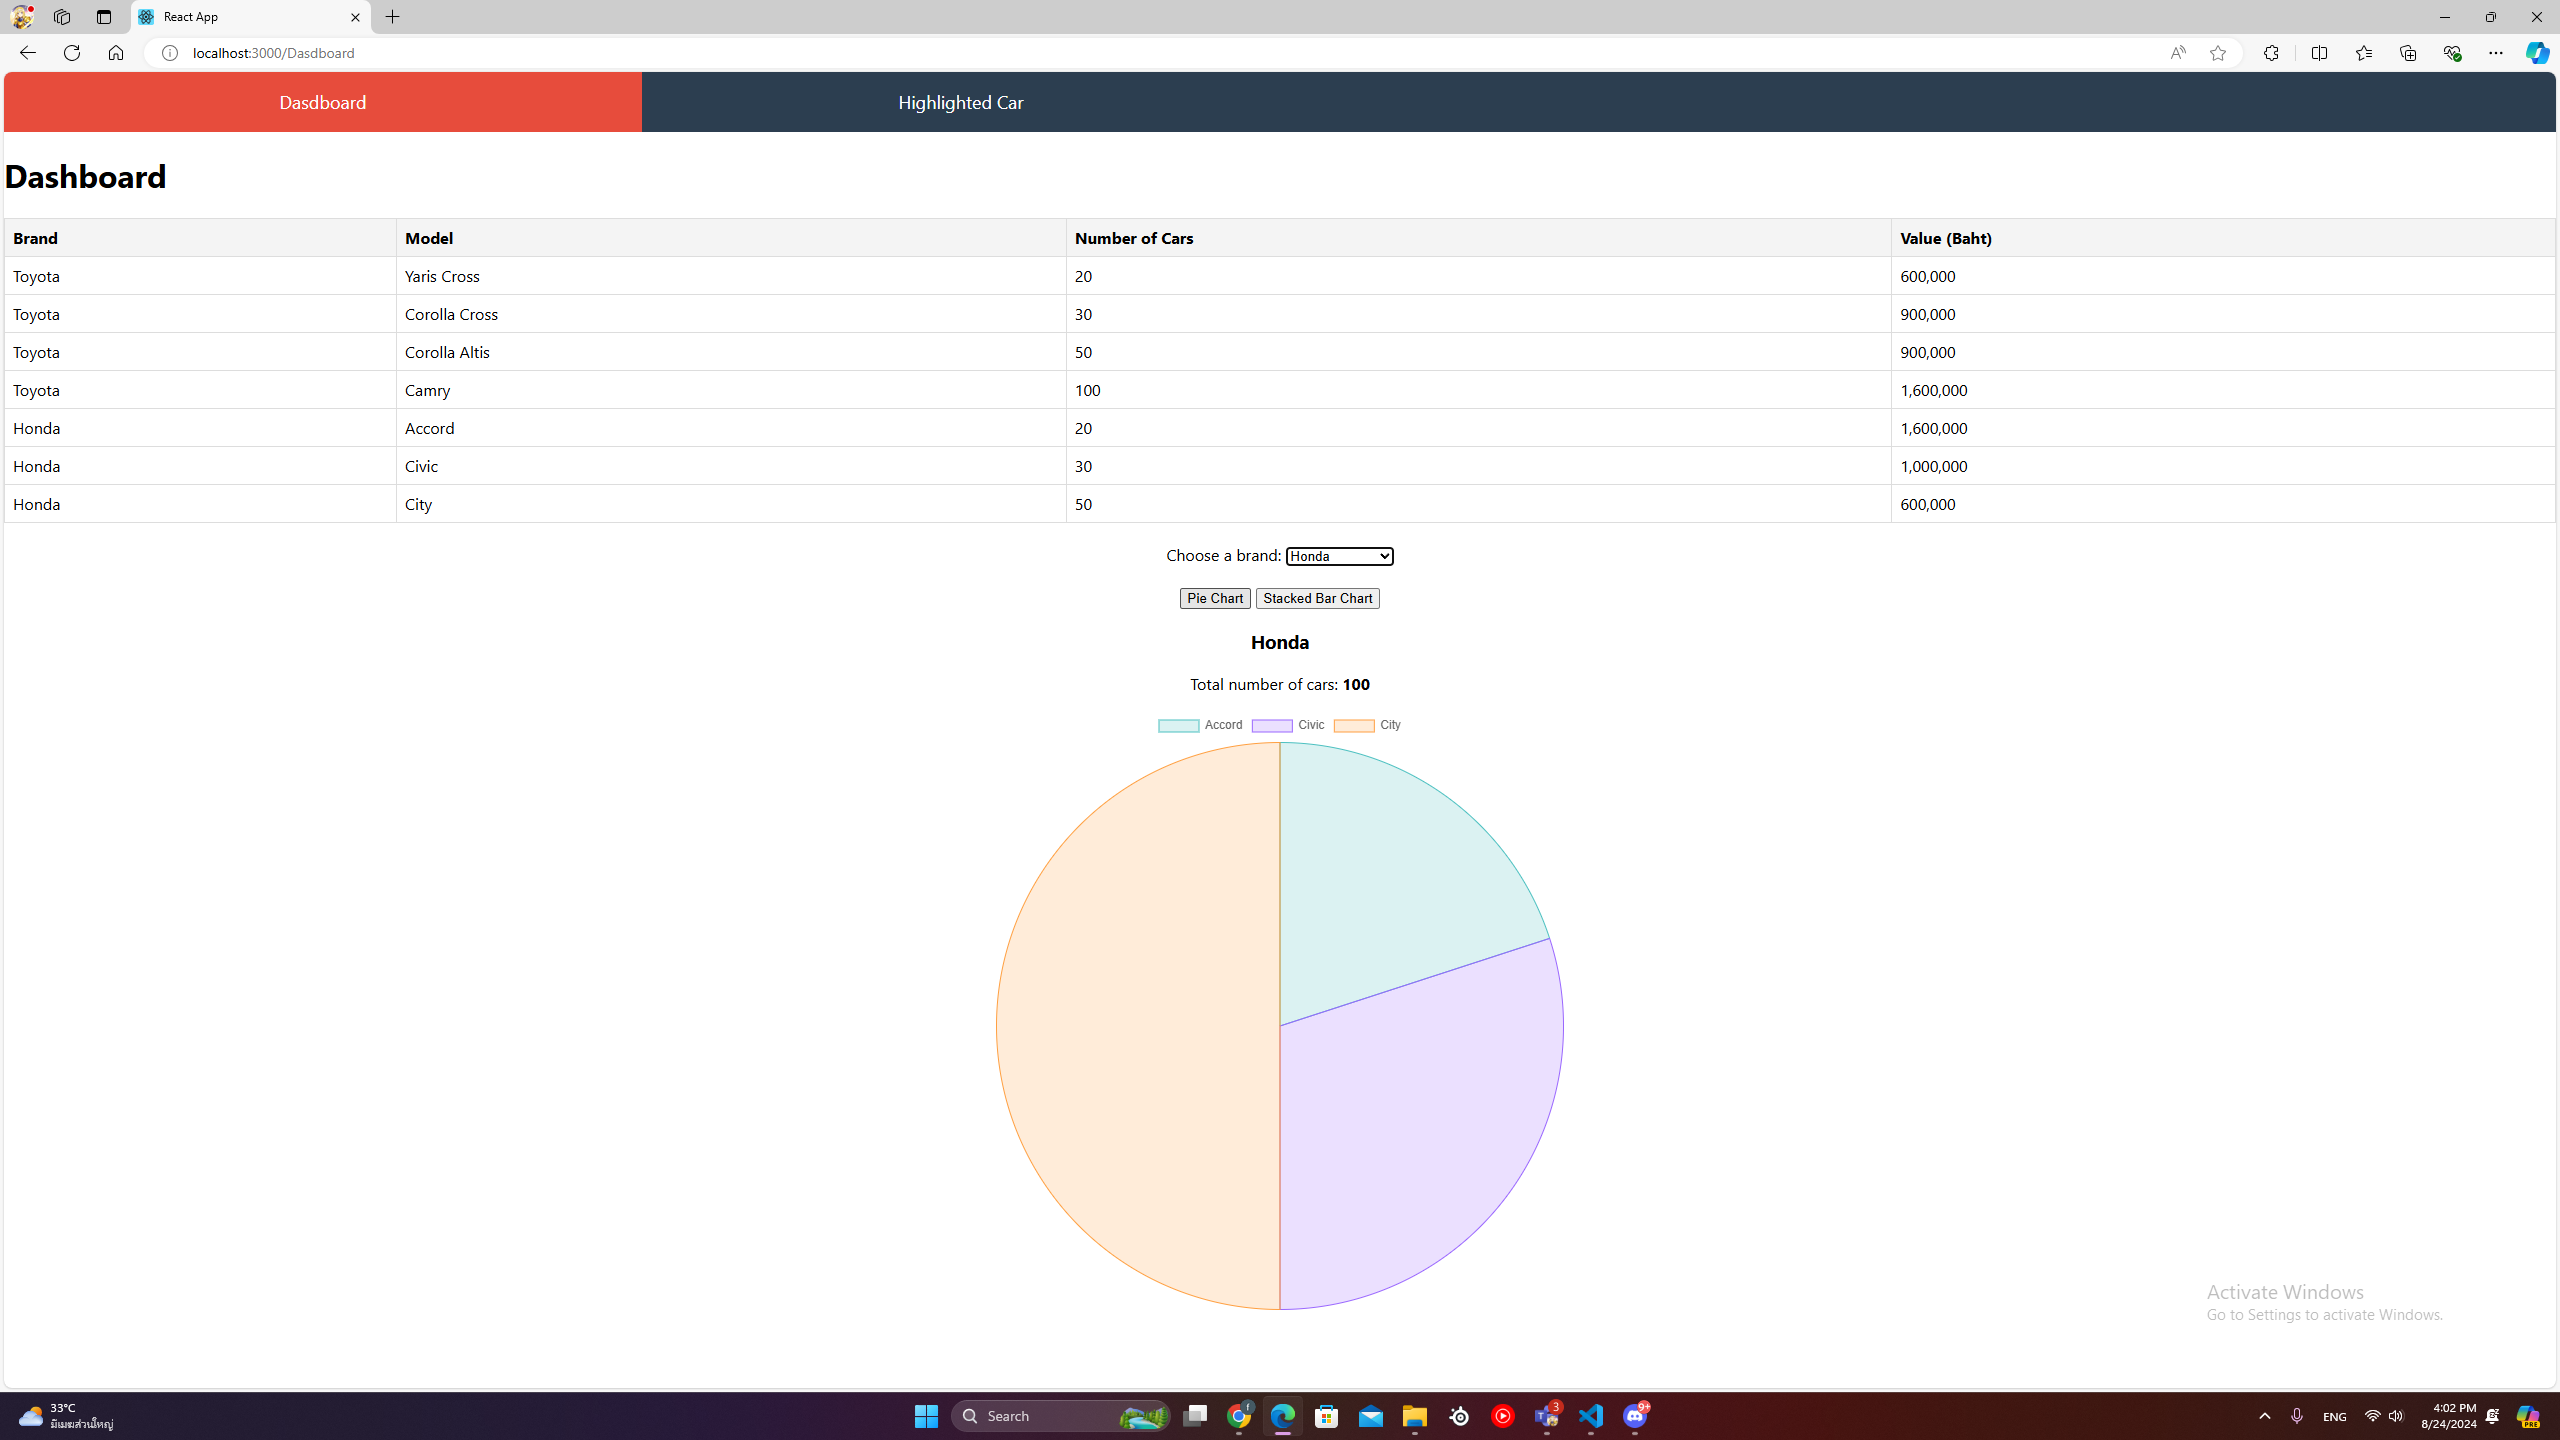 React App
localhost:3000/Dasdboard
Dasdboard Highlighted Car
Dashboard
Brand Model Number of Cars Value (Baht)
Toyota Yaris Cross 20 600,000
Toyota Corolla Cross 30 900,000
Toyota Corolla Altis 50 900,000
Toyota Camry 100 1,600,000
Honda Accord 20 1,600,000
Honda Civic 30 1,000,000
Honda City 50 600,000
Choose a brand: Honda
Pie Chart Stacked Bar Chart
Honda
Total number of cars: 100
Accord Civic City
Activate Windows
Go to Settings to activate Windows.
33°C
มีเมฆส่วนใหญ่
Search
3
9+
ENG
4:02 PM
8/24/2024
PRE